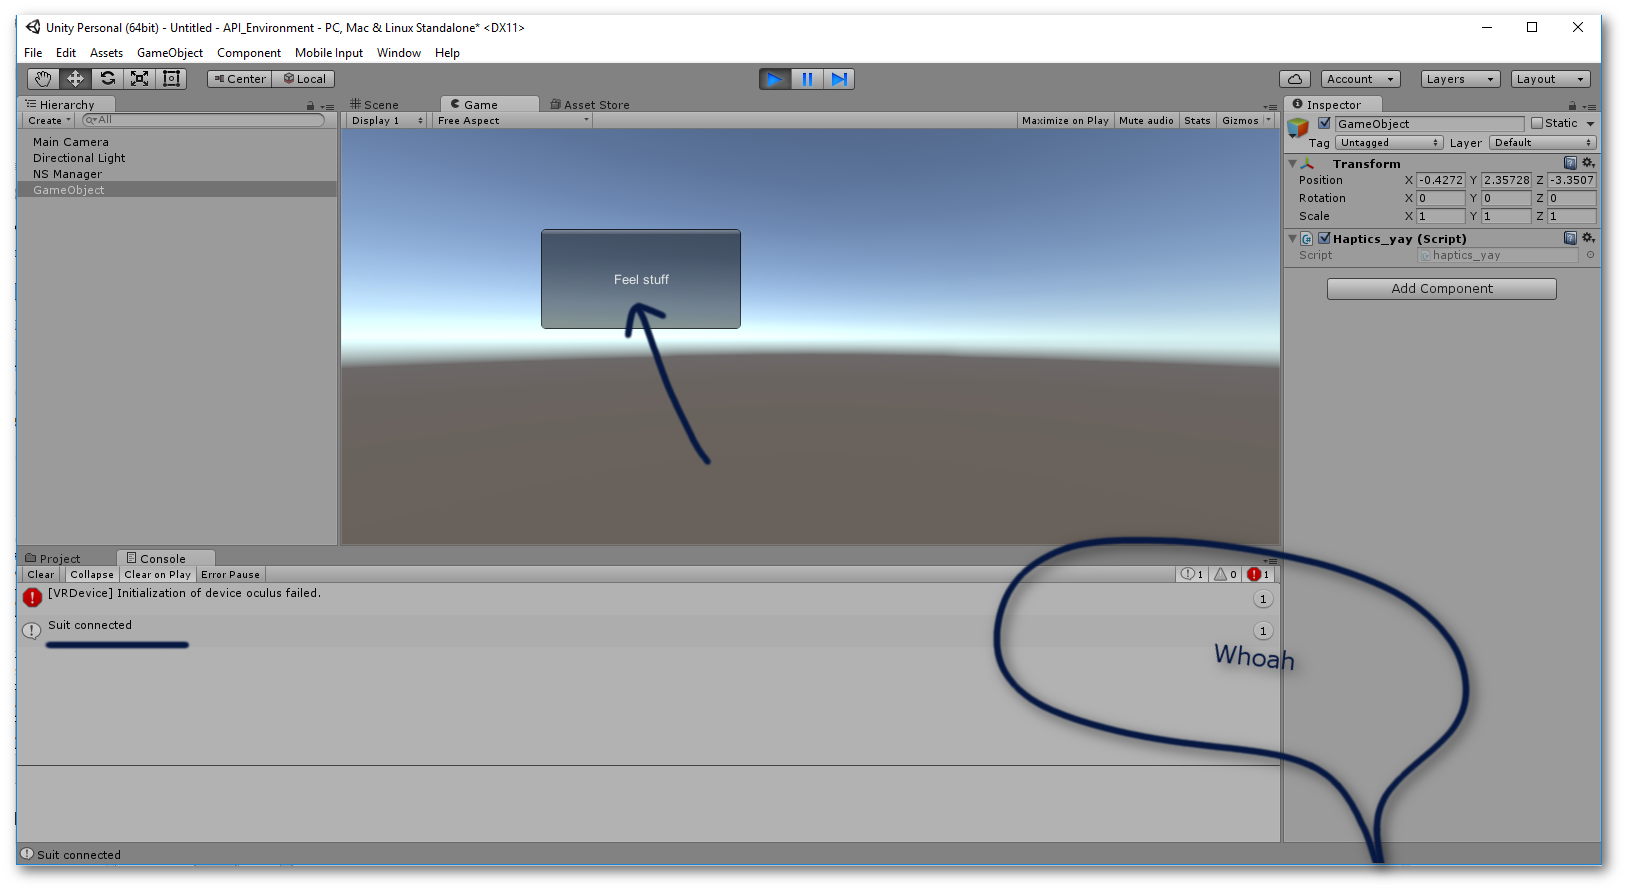 Unity Personal (64bit) - Untitled - API_Environment - PC, Mac & Linux Standalone* <DX11>
File Edit Assets GameObject Component Mobile Input Window Help
Center Local Account Layers Layout
Hierarchy
Create All
Main Camera
Directional Light
NS Manager
GameObject
Scene Game Asset Store
Display 1 Free Aspect Maximize on Play Mute audio Stats Gizmos
Feel stuff
Inspector
GameObject Static
Tag Untagged Layer Default
Transform
Position X -0.4272 Y 2.35728 Z -3.3507
Rotation X 0 Y 0 Z 0
Scale X 1 Y 1 Z 1
Haptics_yay (Script)
Script haptics_yay
Add Component
Project Console
Clear Collapse Clear on Play Error Pause 1 0 1
[VRDevice] Initialization of device oculus failed. 1
Suit connected 1
Whoah
Suit connected